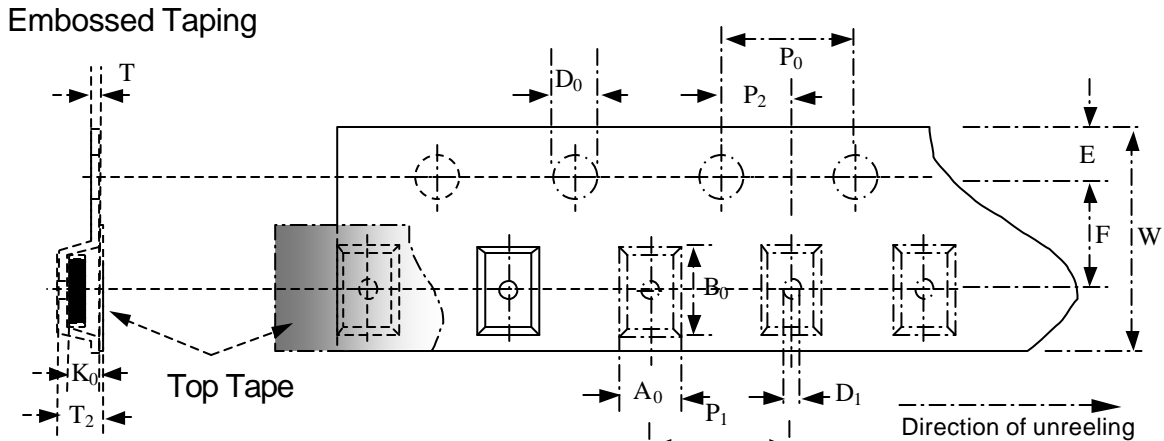 Embossed Taping
T
D₀
P₀
P₂
E
F
W
B₀
K₀
Top Tape
A₀
P₁
D₁
T₂
Direction of unreeling